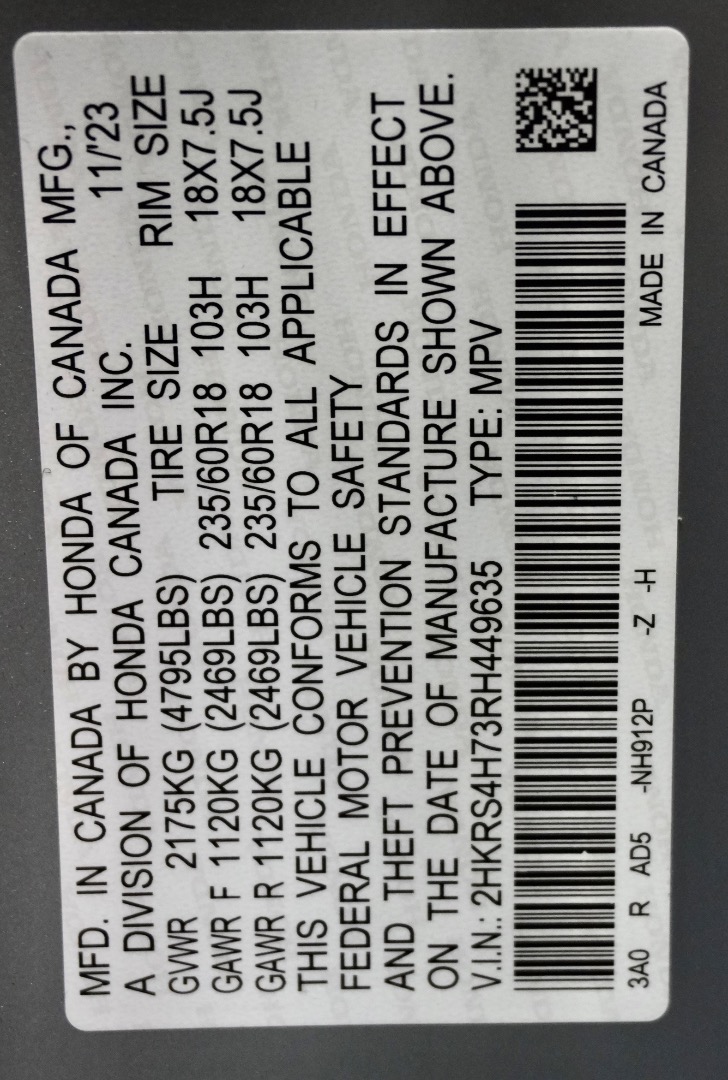 MFD. IN CANADA BY HONDA OF CANADA MFG.,
A DIVISION OF HONDA CANADA INC. 11/'23
GVWR 2175KG (4795LBS) TIRE SIZE RIM SIZE
GAWR F 1120KG (2469LBS) 235/60R18 103H 18X7.5J
GAWR R 1120KG (2469LBS) 235/60R18 103H 18X7.5J
THIS VEHICLE CONFORMS TO ALL APPLICABLE
FEDERAL MOTOR VEHICLE SAFETY
AND THEFT PREVENTION STANDARDS IN EFFECT
ON THE DATE OF MANUFACTURE SHOWN ABOVE.
V.I.N.: 2HKRS4H73RH449635 TYPE: MPV
3A0 R AD5 -NH912P -Z -H MADE IN CANADA